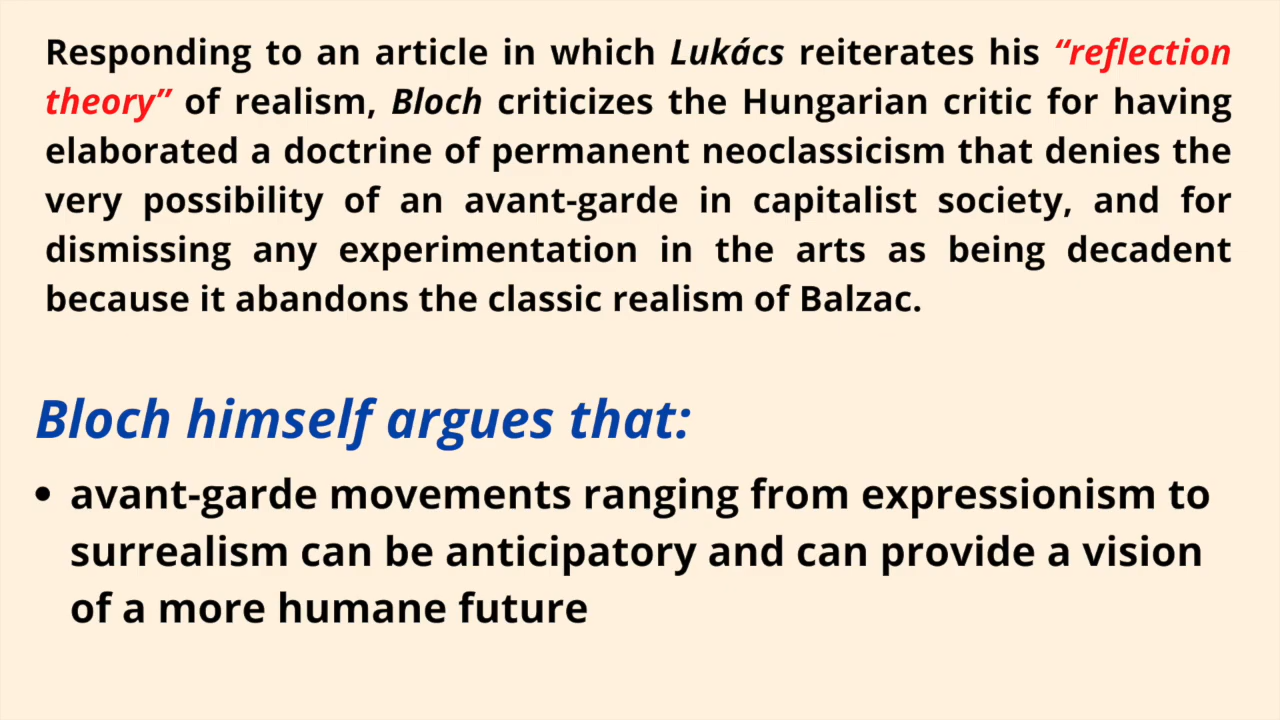 Responding to an article in which Lukács reiterates his “reflection
theory” of realism, Bloch criticizes the Hungarian critic for having
elaborated a doctrine of permanent neoclassicism that denies the
very possibility of an avant-garde in capitalist society, and for
dismissing any experimentation in the arts as being decadent
because it abandons the classic realism of Balzac.
Bloch himself argues that:
• avant-garde movements ranging from expressionism to
surrealism can be anticipatory and can provide a vision
of a more humane future